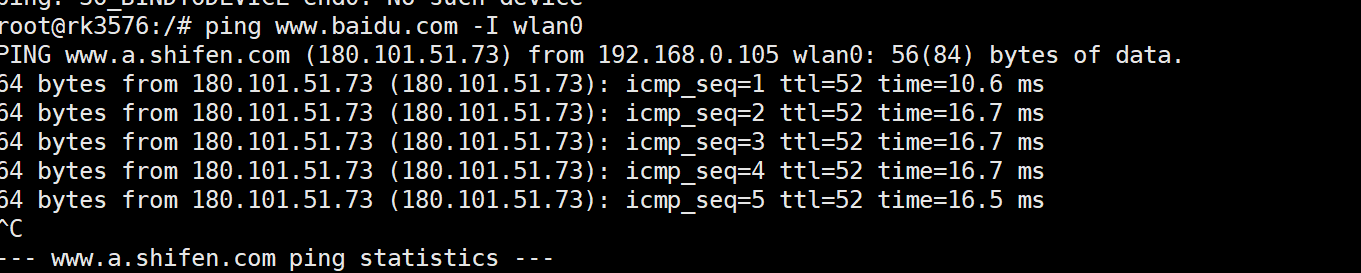 ping: SO_BINDTODEVICE end0: No such device
root@rk3576:/# ping www.baidu.com -I wlan0
PING www.a.shifen.com (180.101.51.73) from 192.168.0.105 wlan0: 56(84) bytes of data.
64 bytes from 180.101.51.73 (180.101.51.73): icmp_seq=1 ttl=52 time=10.6 ms
64 bytes from 180.101.51.73 (180.101.51.73): icmp_seq=2 ttl=52 time=16.7 ms
64 bytes from 180.101.51.73 (180.101.51.73): icmp_seq=3 ttl=52 time=16.7 ms
64 bytes from 180.101.51.73 (180.101.51.73): icmp_seq=4 ttl=52 time=16.7 ms
64 bytes from 180.101.51.73 (180.101.51.73): icmp_seq=5 ttl=52 time=16.5 ms
^C
--- www.a.shifen.com ping statistics ---